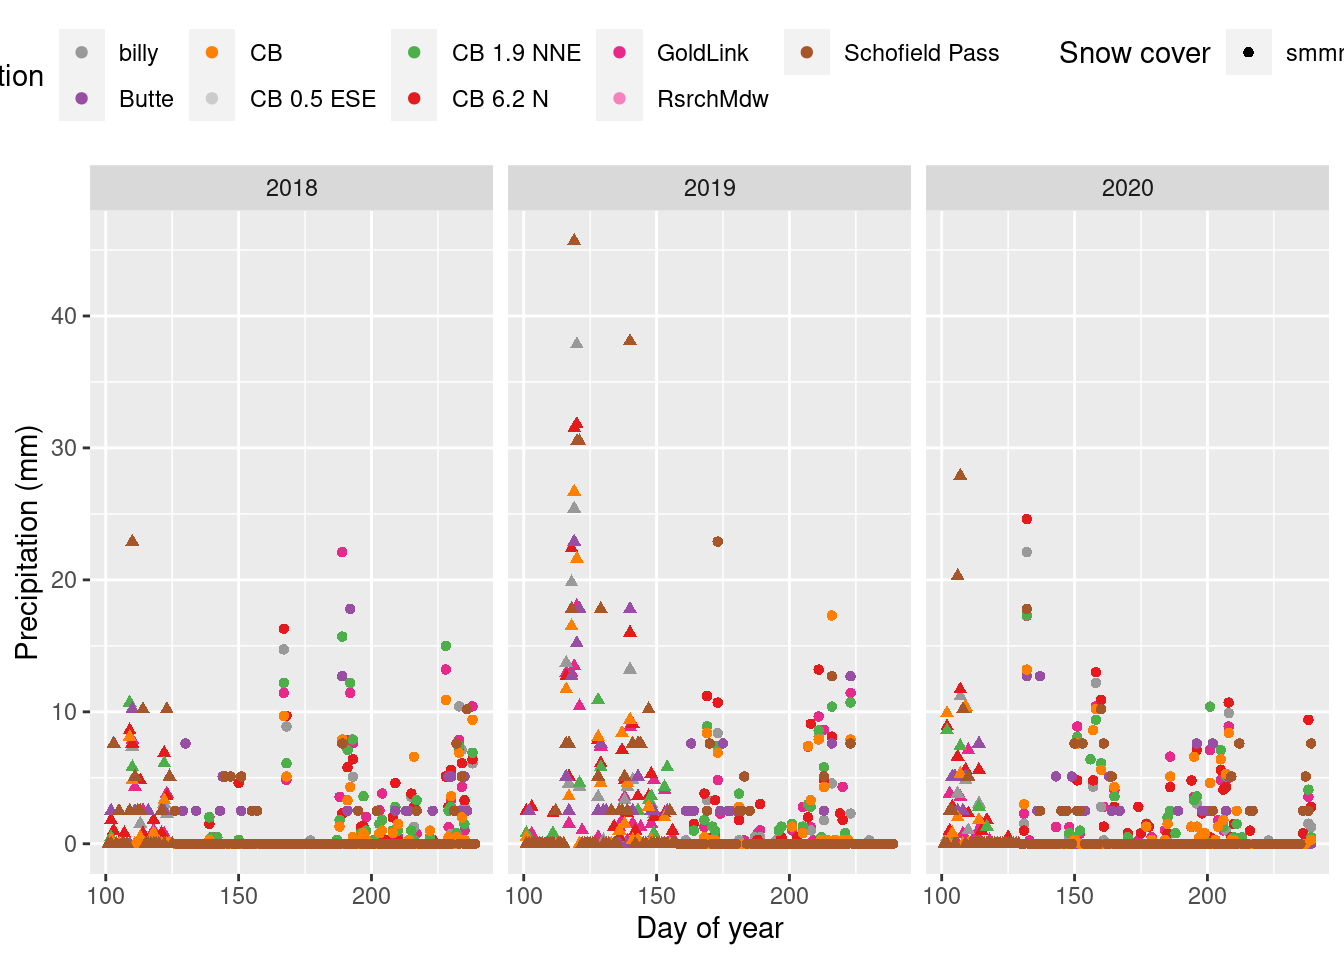 billy CB CB 1.9 NNE GoldLink Schofield Pass Snow cover
Butte CB 0.5 ESE CB 6.2 N RsrchMdw
2018 2019 2020
40
30
20
10
0
Precipitation (mm)
100 150 200 100 150 200 100 150 200
Day of year